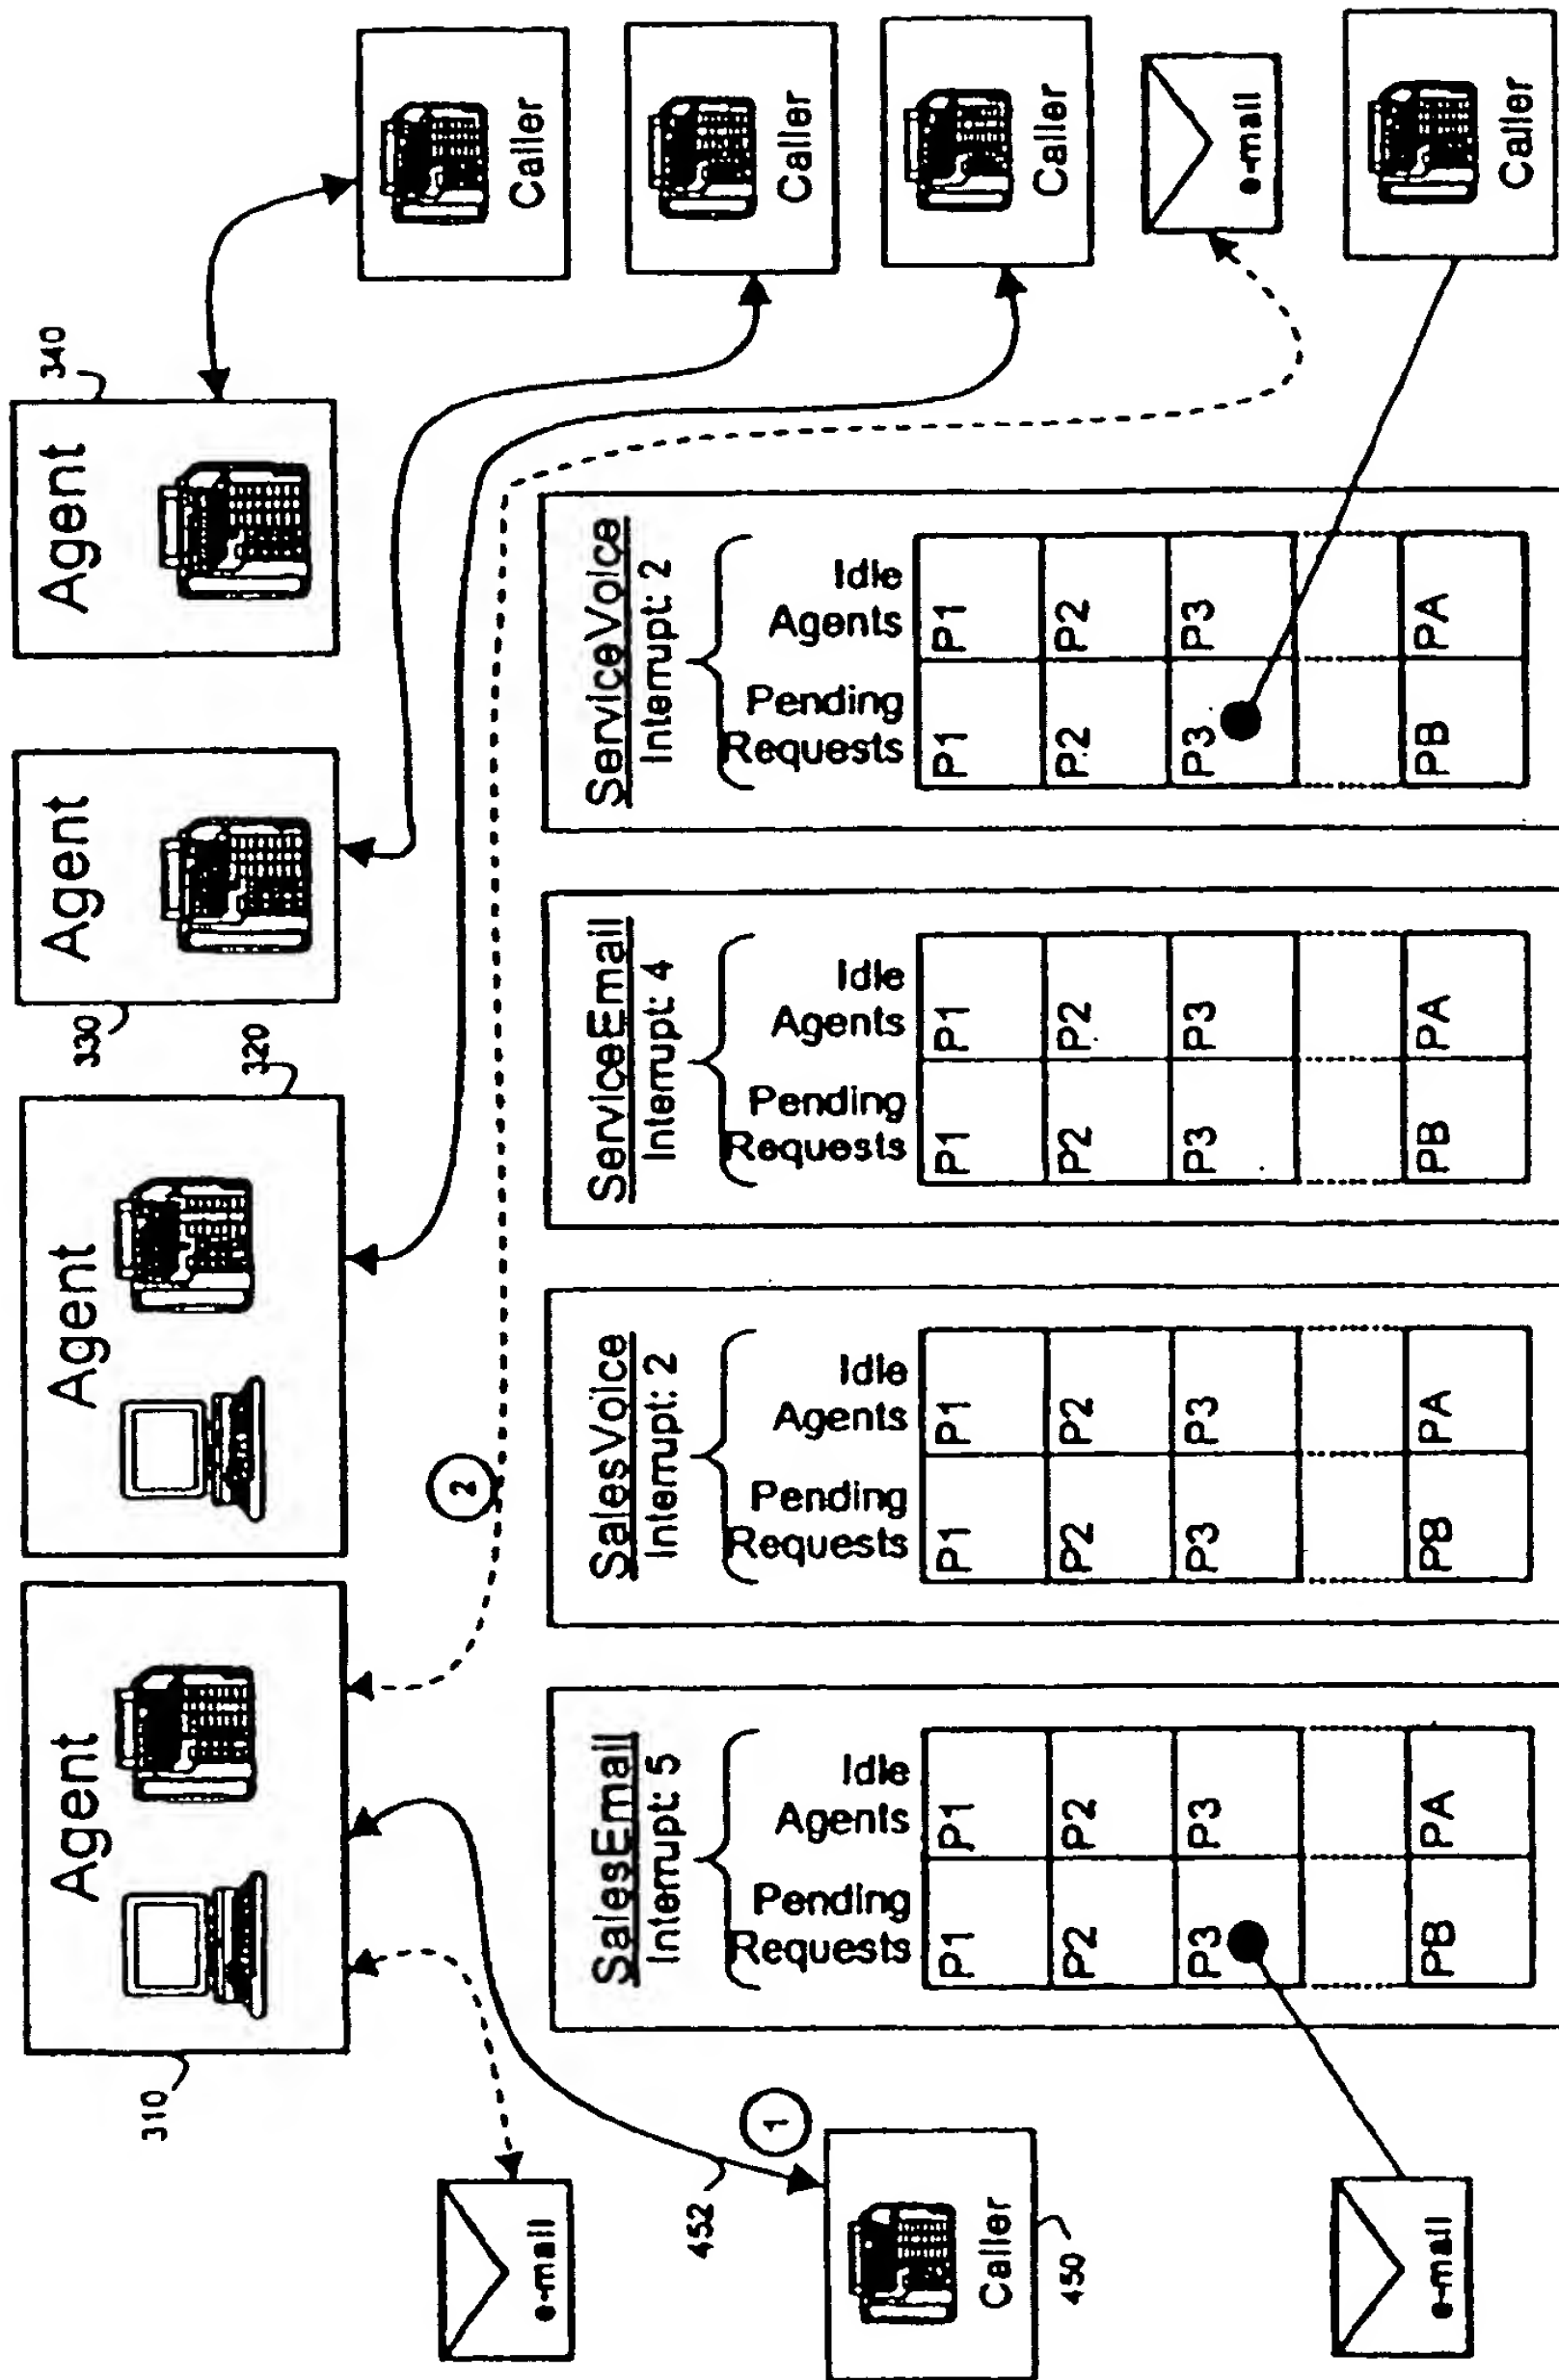 310
Agent
Agent
320
330
Agent
Agent
340
e-mail
452
1
2
Caller
450
e-mail
SalesEmail
Interrupt: 5
Pending Requests
Idle Agents
P1
P1
P2
P2
P3
P3
PB
PA
SalesVoice
Interrupt: 2
Pending Requests
Idle Agents
P1
P1
P2
P2
P3
P3
PB
PA
ServiceEmail
Interrupt: 4
Pending Requests
Idle Agents
P1
P1
P2
P2
P3
P3
PB
PA
ServiceVoice
Interrupt: 2
Pending Requests
Idle Agents
P1
P1
P2
P2
P3
P3
PB
PA
Caller
Caller
Caller
e-mail
Caller